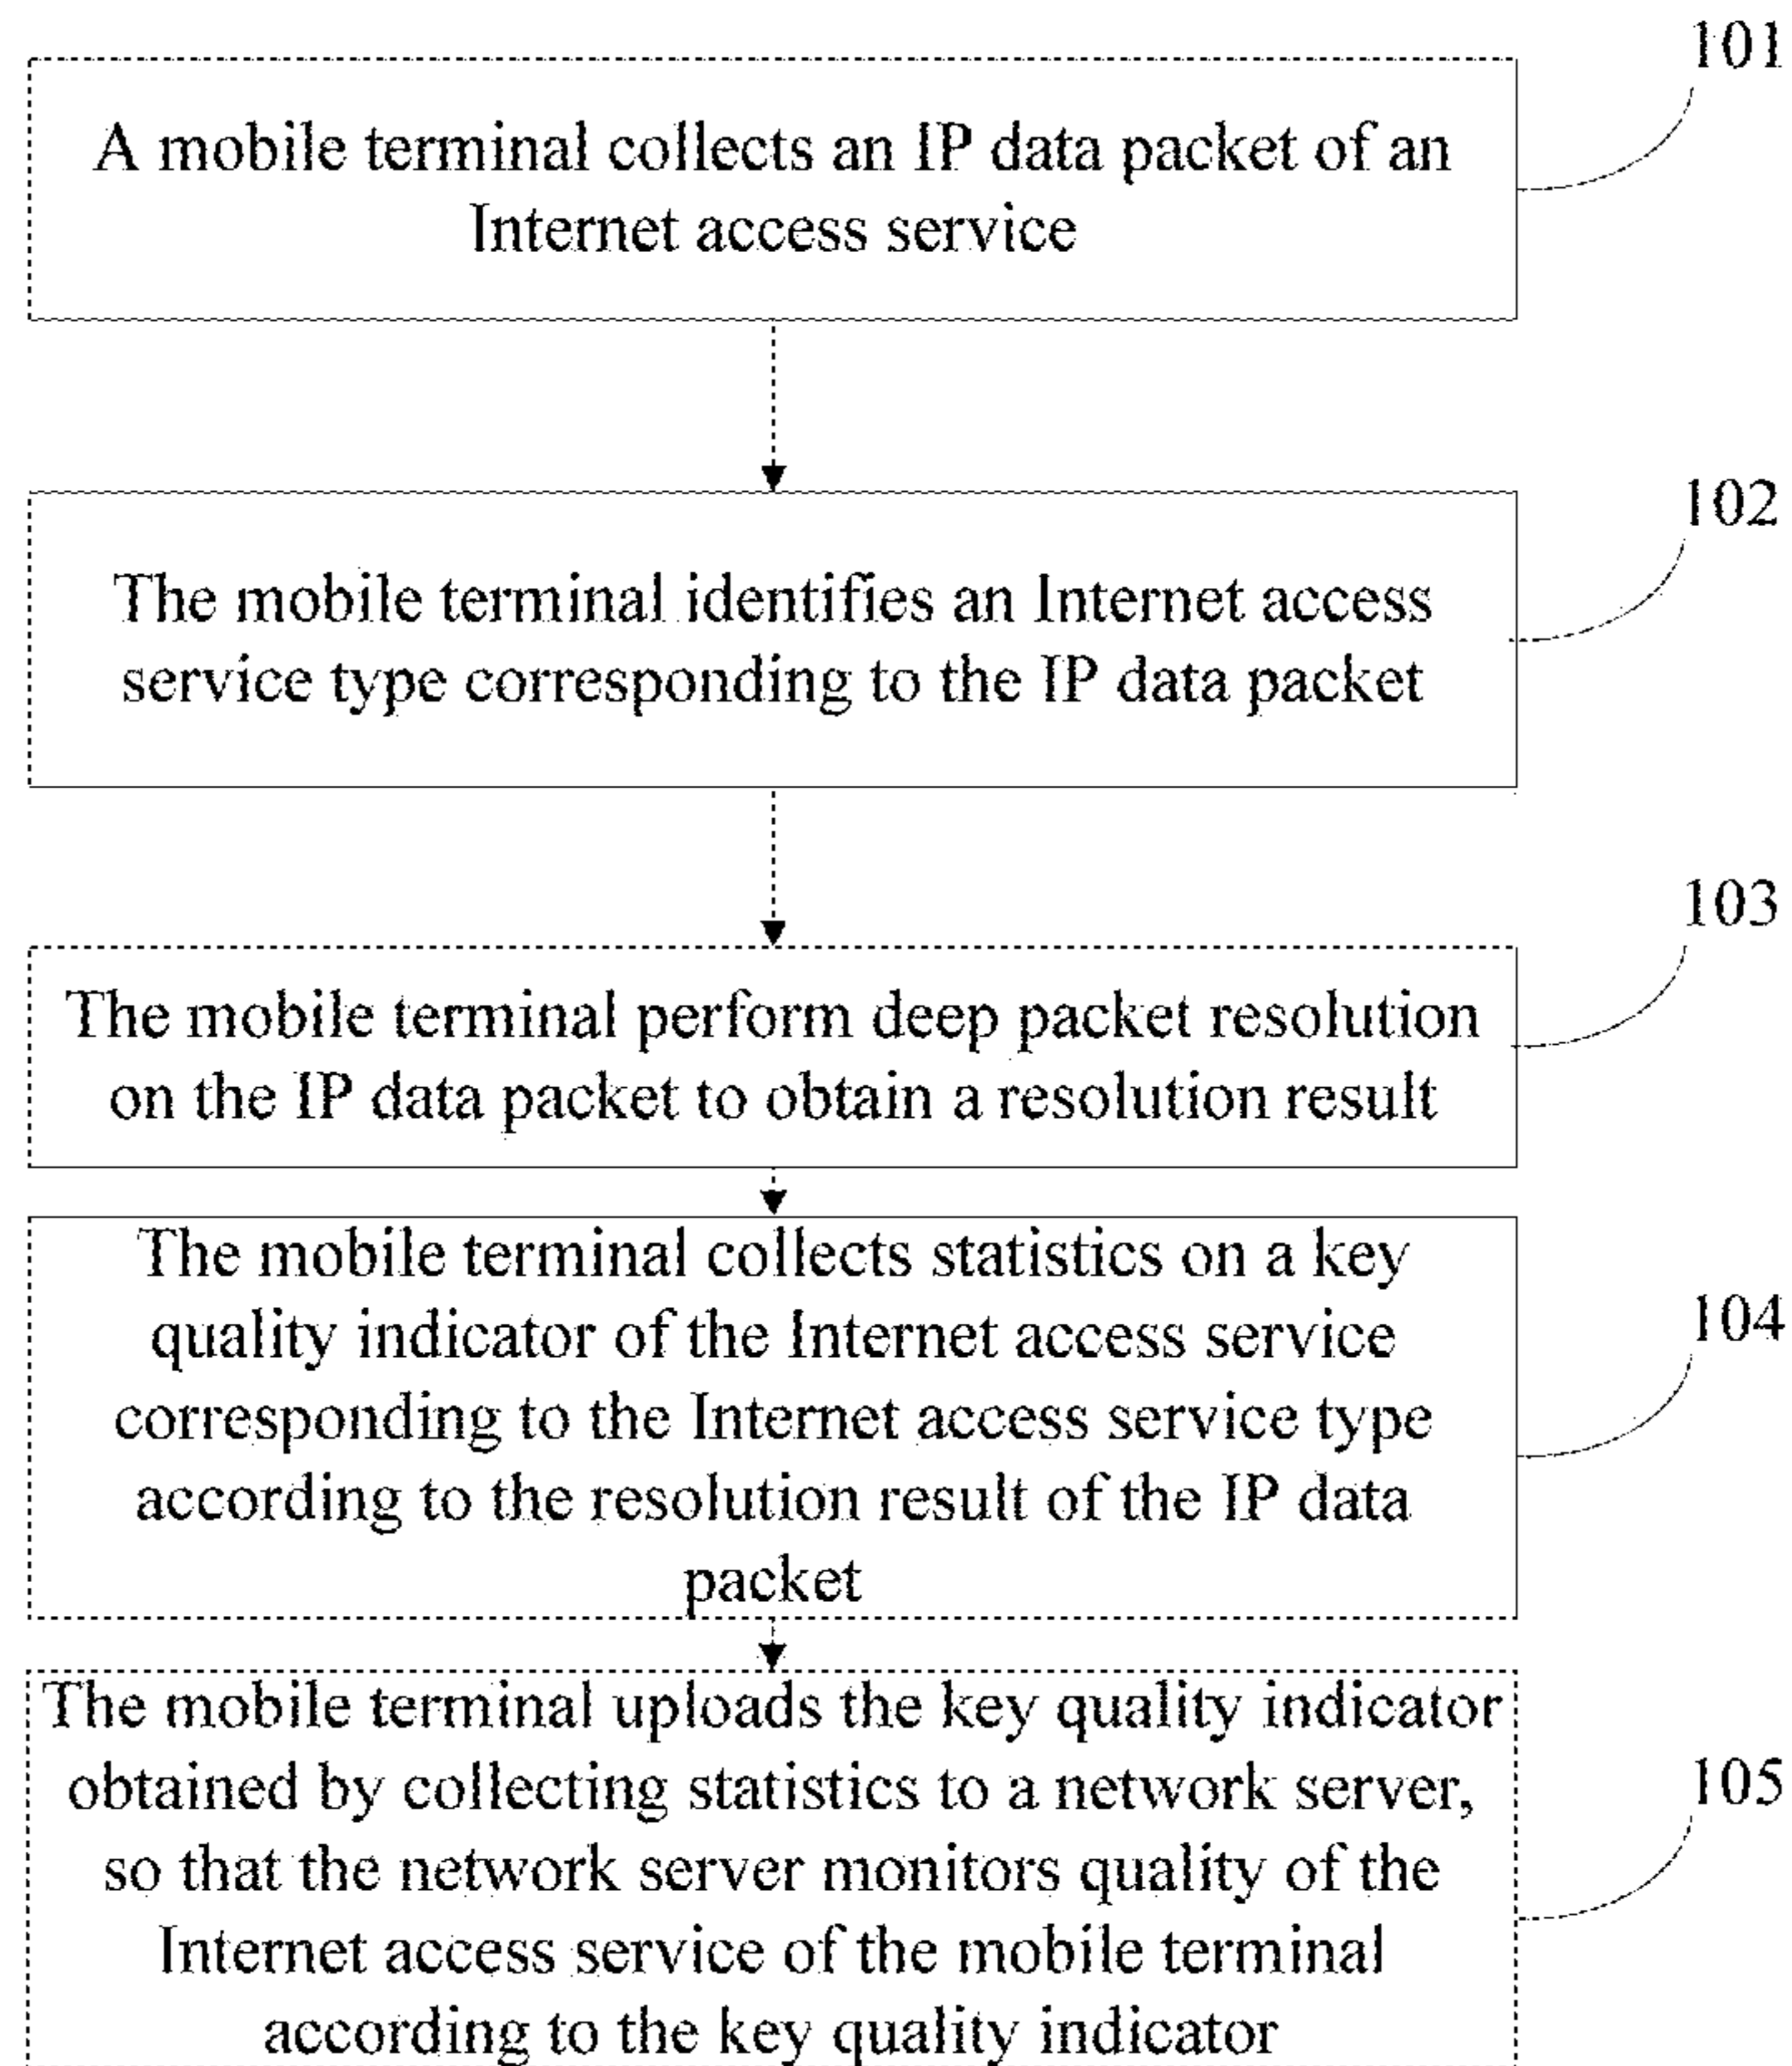 101
A mobile terminal collects an IP data packet of an
Internet access service
102
The mobile terminal identifies an Internet access
service type corresponding to the IP data packet
103
The mobile terminal perform deep packet resolution
on the IP data packet to obtain a resolution result
The mobile terminal collects statistics on a key
quality indicator of the Internet access service
104
corresponding to the Internet access service type
according to the resolution result of the IP data
packet
The mobile terminal uploads the key quality indicator
obtained by collecting statistics to a network server,
105
so that the network server monitors quality of the
Internet access service of the mobile terminal
according to the key quality indicator